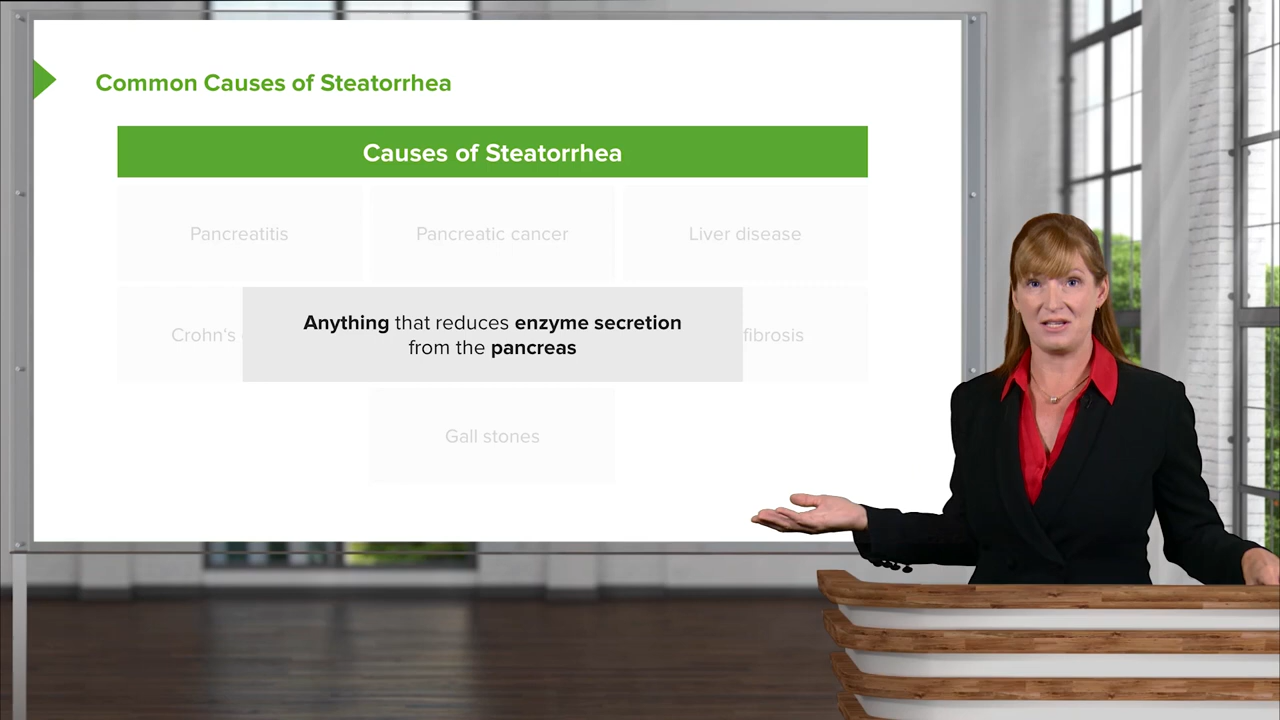 Common Causes of Steatorrhea
Causes of Steatorrhea
Pancreatitis
Pancreatic cancer
Liver disease
Crohn's
Anything that reduces enzyme secretion
from the pancreas
fibrosis
Gall stones